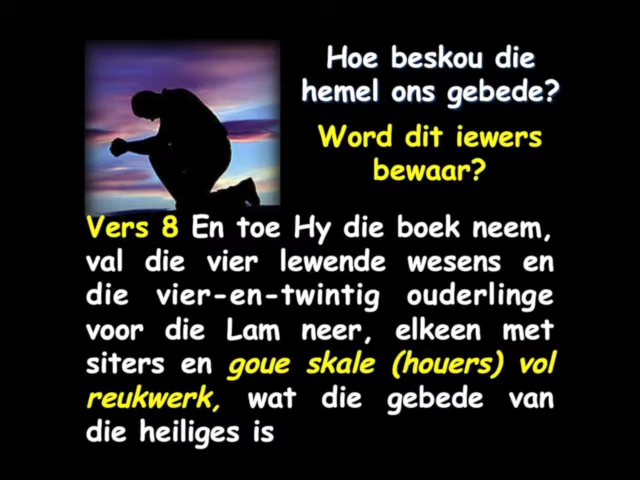 Hoe beskou die
hemel ons gebede?
Word dit iewers
bewaar?
Vers 8 En toe Hy die boek neem,
val die vier lewende wesens en
die vier-en-twintig ouderlinge
voor die Lam neer, elkeen met
siters en goue skale (houers) vol
reukwerk, wat die gebede van
die heiliges is